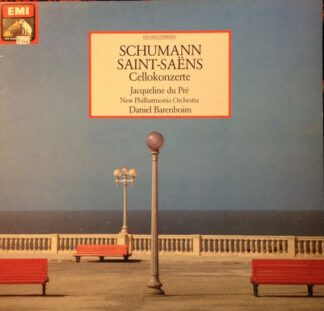 EMI
SCHUMANN
SAINT-SAËNS
Cellokonzerte
Jacqueline du Pré
New Philharmonia Orchestra
Daniel Barenboim